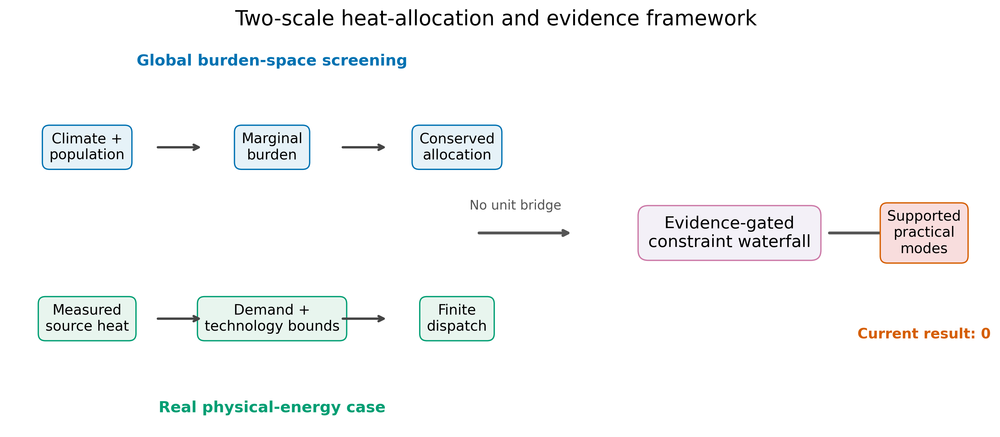 Two-scale heat-allocation and evidence framework
Global burden-space screening
Climate +
population
Marginal
burden
Conserved
allocation
No unit bridge
Evidence-gated
constraint waterfall
Supported
practical
modes
Measured
source heat
Demand +
technology bounds
Finite
dispatch
Current result: 0
Real physical-energy case